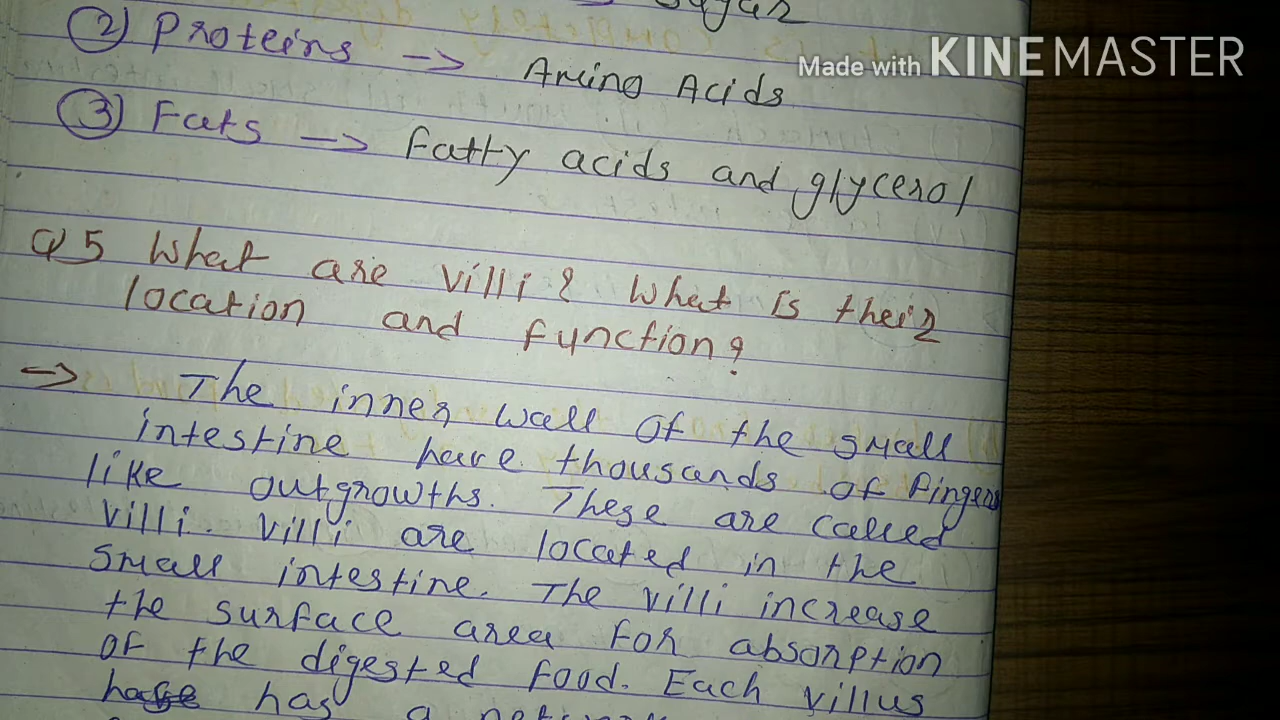 Sugar
② Proteins -> Amino Acids
Made with KINEMASTER
③ Fats -> Fatty acids and glycerol
Q5 What are villi? What is their
location and function?
-> The inner wall of the small
intestine have thousands of fingers
like outgrowths. These are called
villi. Villi are located in the
small intestine. The villi increase
the surface area for absorption
of the digested food. Each villus
has a